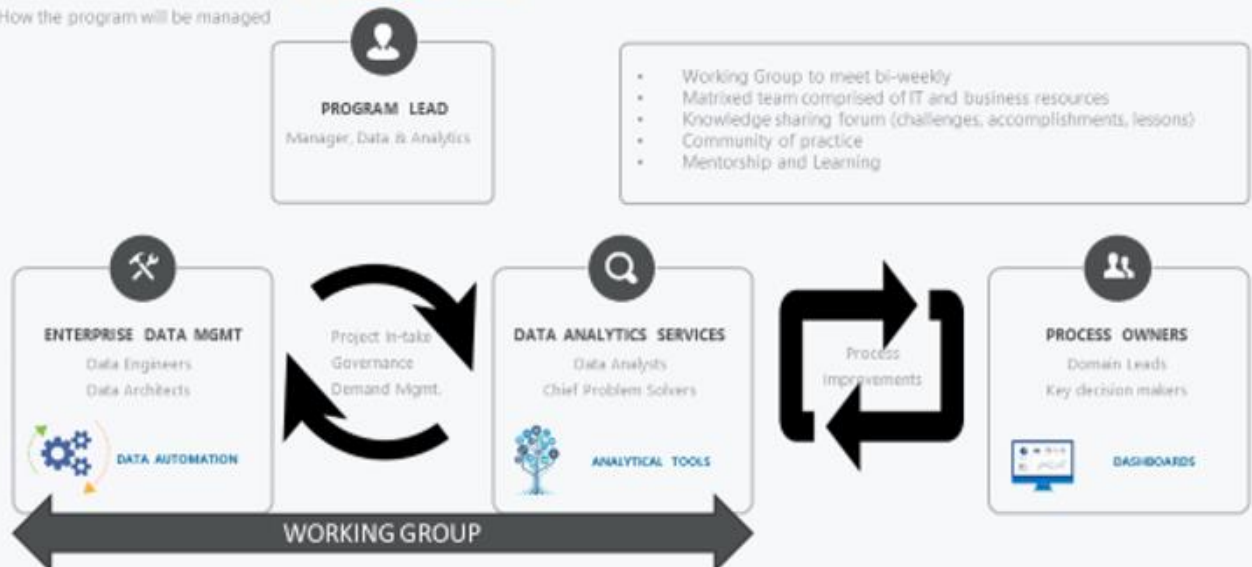 How the program will be managed
PROGRAM LEAD
Manager, Data & Analytics
• Working Group to meet bi-weekly
• Matrixed team comprised of IT and business resources
• Knowledge sharing forum (challenges, accomplishments, lessons)
• Community of practice
• Mentorship and Learning
ENTERPRISE DATA MGMT
Data Engineers
Data Architects
DATA AUTOMATION
Project In-take
Governance
Demand Mgmt.
DATA ANALYTICS SERVICES
Data Analysts
Chief Problem Solvers
ANALYTICAL TOOLS
Process
Improvements
PROCESS OWNERS
Domain Leads
Key decision makers
DASHBOARDS
WORKING GROUP